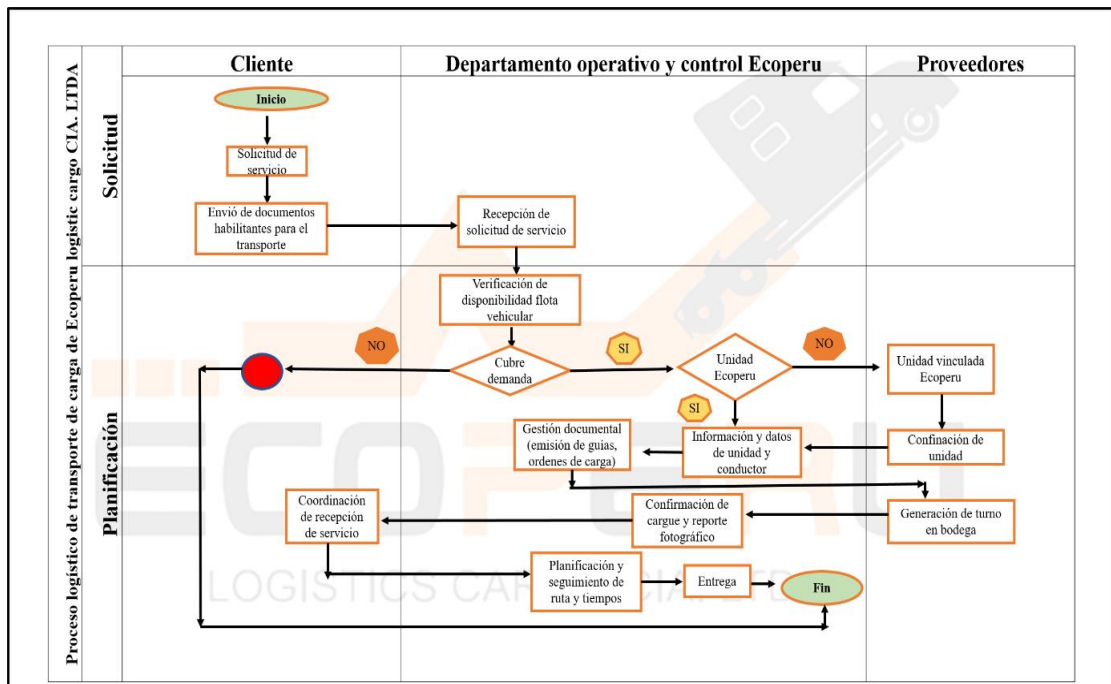 Proceso logístico de transporte de carga de Ecoperu logistic cargo CIA. LTDA
Cliente
Departamento operativo y control Ecoperu
Proveedores
Solicitud
Inicio
Solicitud de
servicio
Envió de documentos
habilitantes para el
transporte
Recepción de
solicitud de servicio
Planificación
Verificación de
disponibilidad flota
vehicular
NO
Cubre
demanda
SI
Unidad
Ecoperu
NO
Unidad vinculada
Ecoperu
SI
Gestión documental
(emisión de guías,
ordenes de carga)
Información y datos
de unidad y
conductor
Confinación de
unidad
Coordinación
de recepción
de servicio
Confirmación de
cargue y reporte
fotográfico
Generación de turno
en bodega
Planificación y
seguimiento de
ruta y tiempos
Entrega
Fin
ECOPERU
LOGISTICS CAR